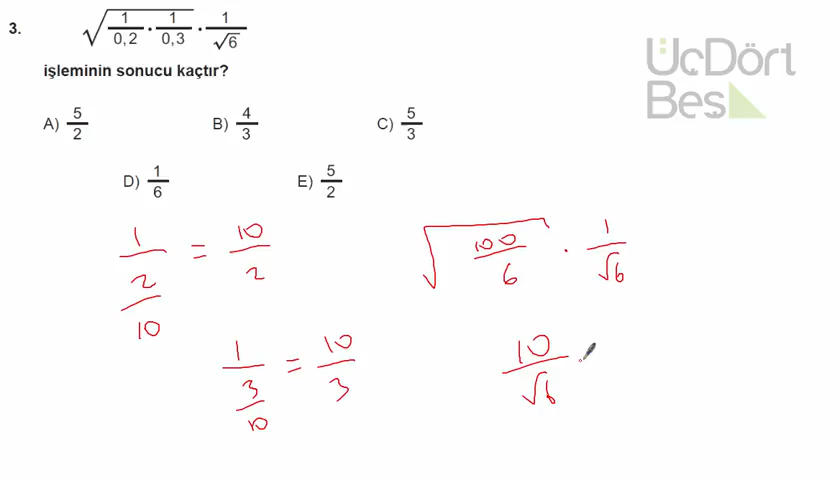 3. √(1/0,2 · 1/0,3) · 1/√6
işleminin sonucu kaçtır?
A) 5/2 B) 4/3 C) 5/3
D) 1/6 E) 5/2
ÜçDört
Beş
1/(2/10) = 10/2
√(100/6) · 1/√6
1/(3/10) = 10/3
10/√6 ·